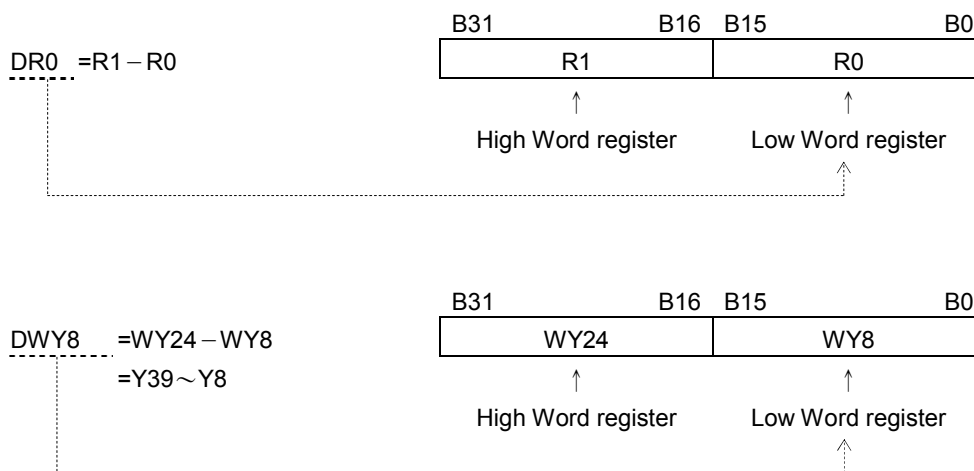 B31 B16 B15 B0
DR0 =R1－R0 R1 R0
↑ ↑
High Word register Low Word register
B31 B16 B15 B0
DWY8 =WY24－WY8 WY24 WY8
=Y39～Y8 ↑ ↑
High Word register Low Word register